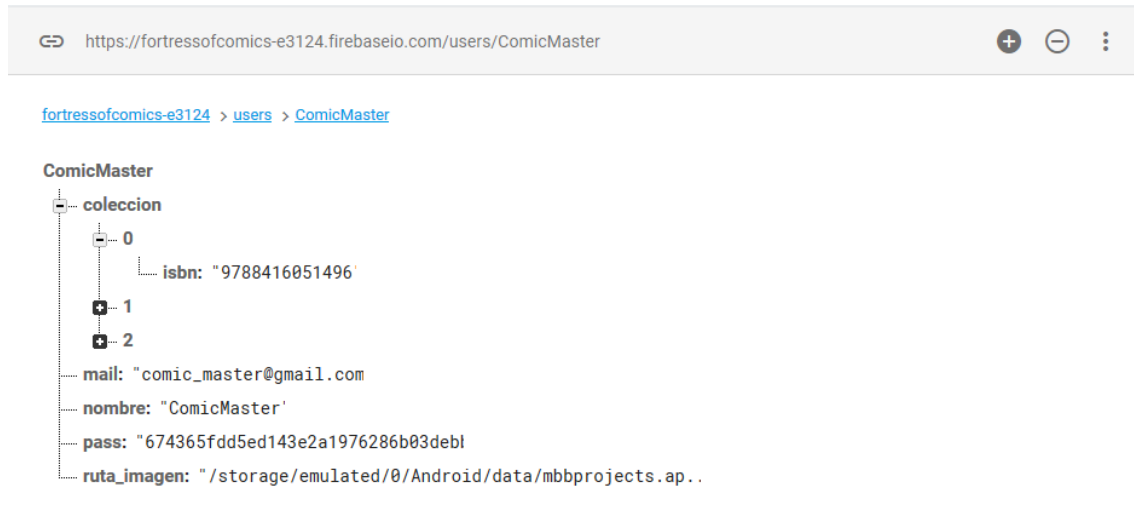 https://fortressofcomics-e3124.firebaseio.com/users/ComicMaster
fortressofcomics-e3124 > users > ComicMaster
ComicMaster
coleccion
0
isbn: "9788416051496'
1
2
mail: "comic_master@gmail.com
nombre: "ComicMaster'
pass: "674365fdd5ed143e2a1976286b03deb
ruta_imagen: "/storage/emulated/0/Android/data/mbbprojects.ap..